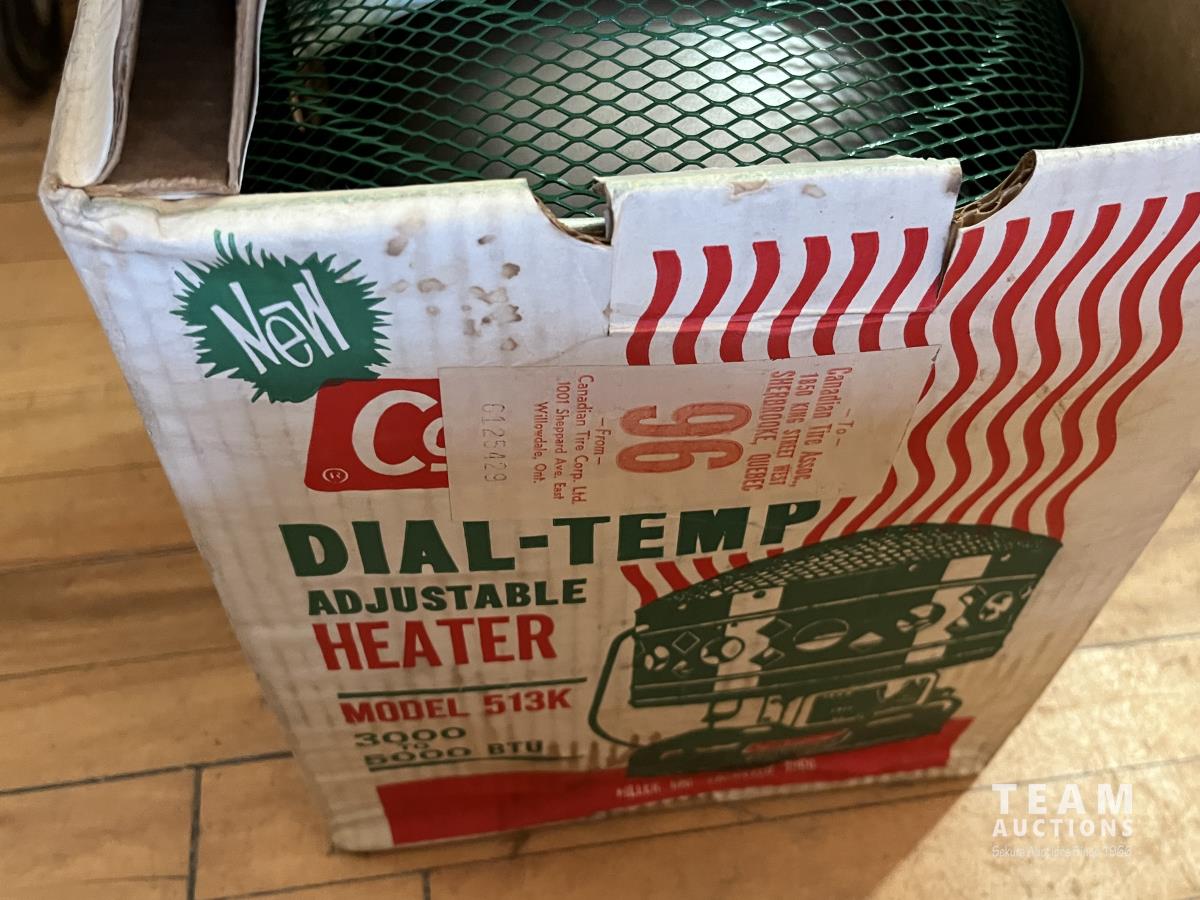 NEW
Co
®
—To—
Canadian Tire Assoc.,
1850 KING STREET WEST
SHERBROOKE, QUEBEC
96
—From—
Canadian Tire Corp. Ltd.
1001 Sheppard Ave. East
Willowdale, Ont.
6125429
DIAL-TEMP
ADJUSTABLE
HEATER
MODEL 513K
3000
TO
5000 BTU
TEAM
AUCTIONS